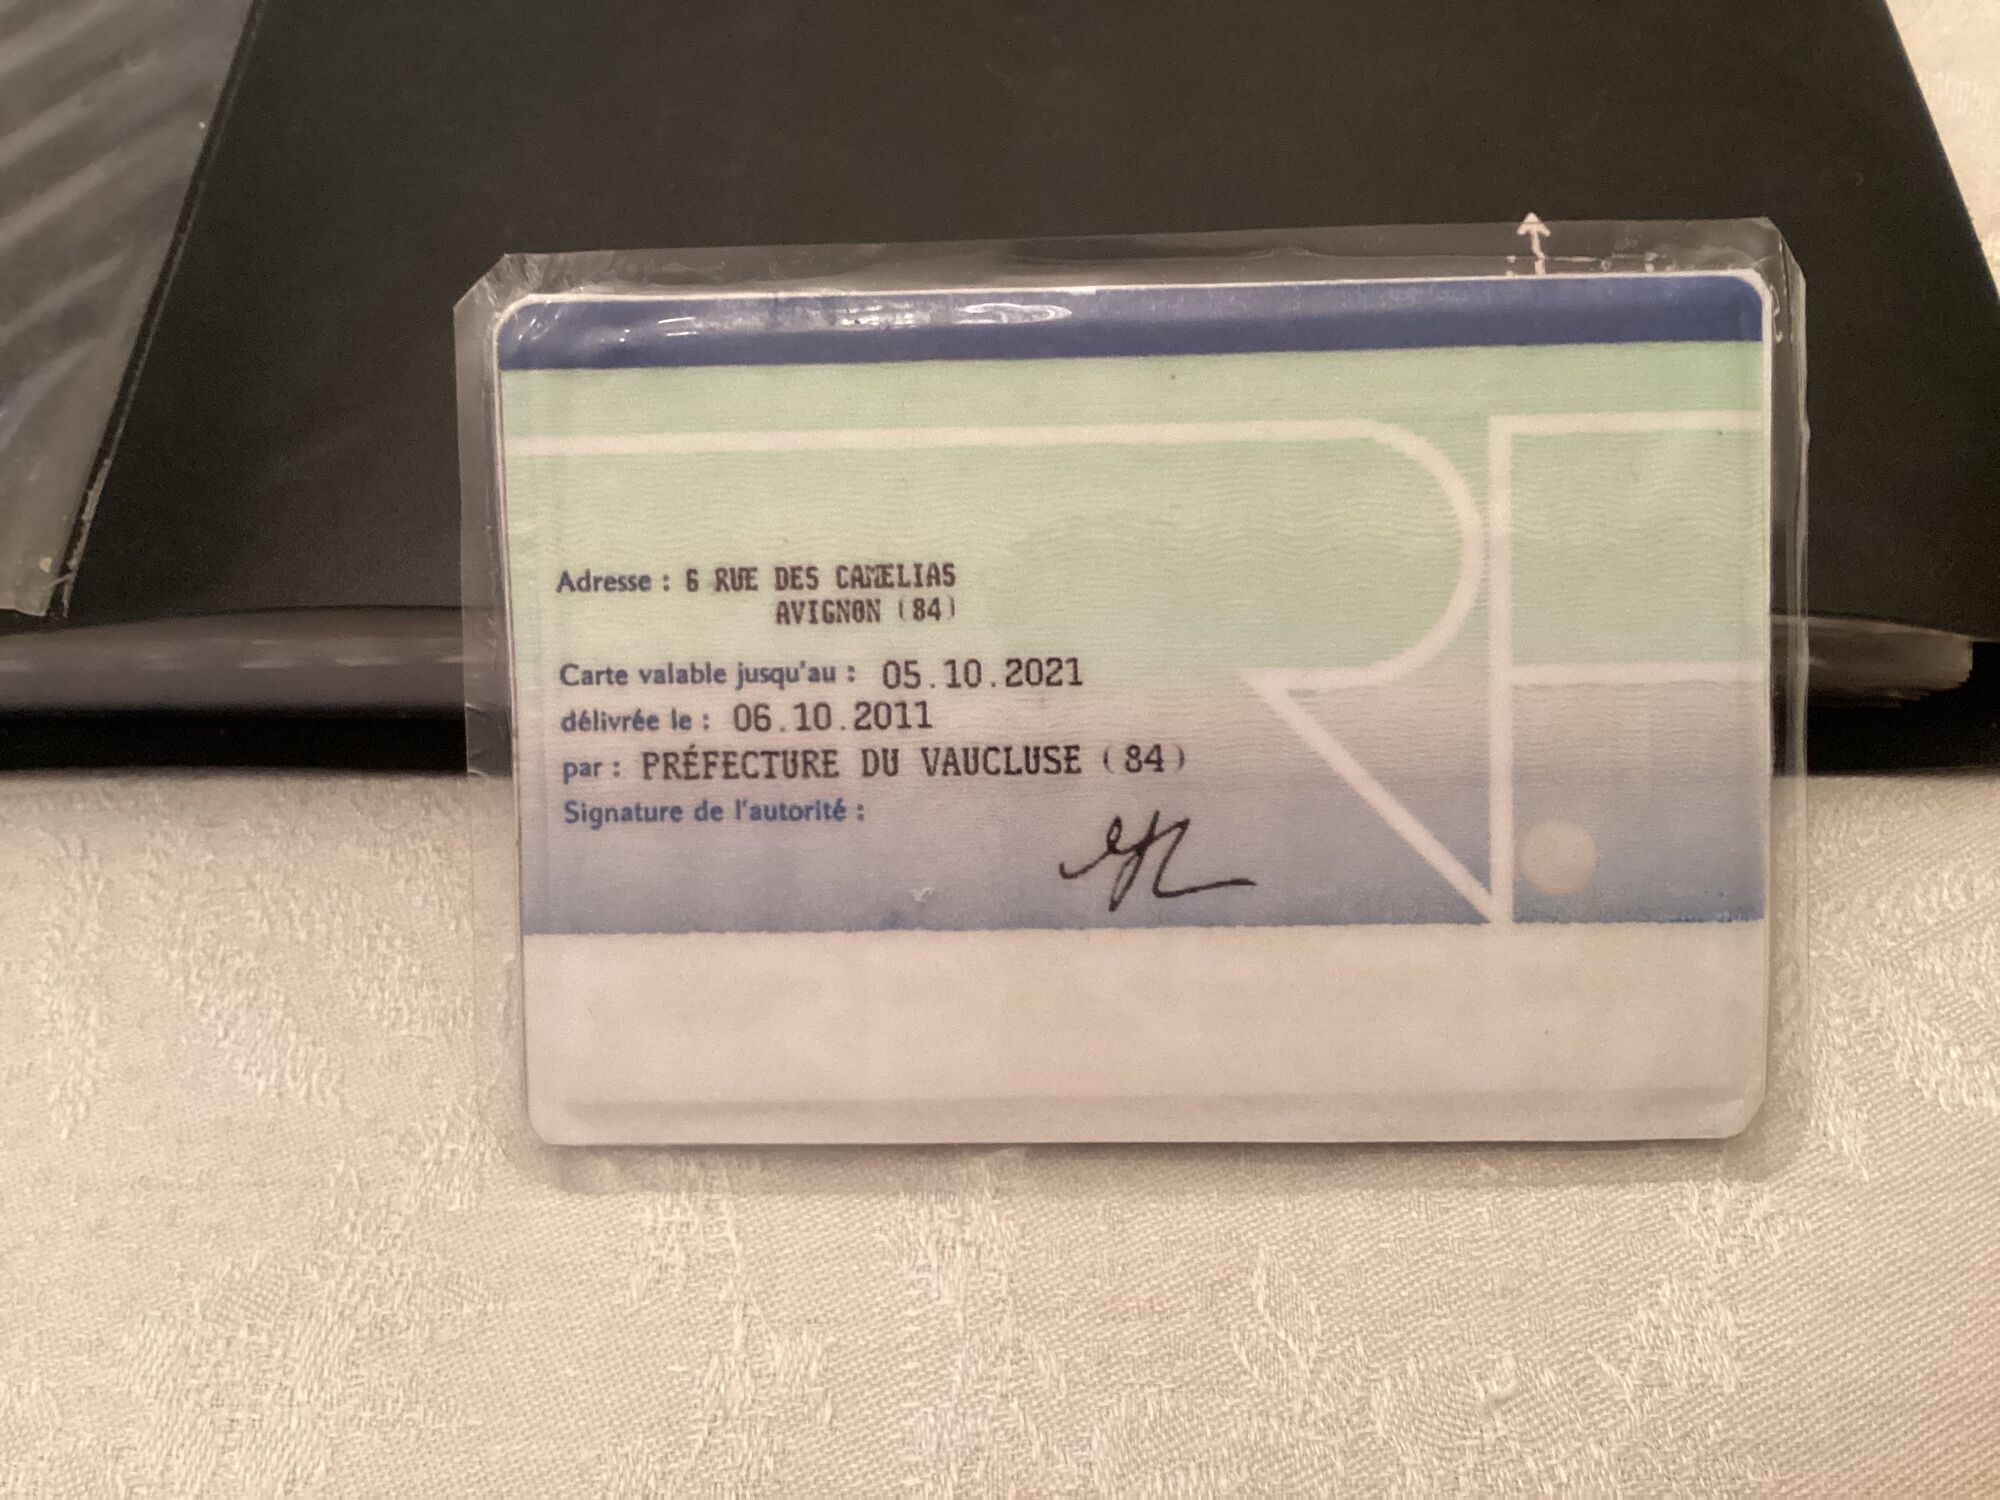 Adresse : 6 RUE DES CAMELIAS
AVIGNON (84)
Carte valable jusqu'au : 05.10.2021
délivrée le : 06.10.2011
par : PRÉFECTURE DU VAUCLUSE (84)
Signature de l'autorité :
RF